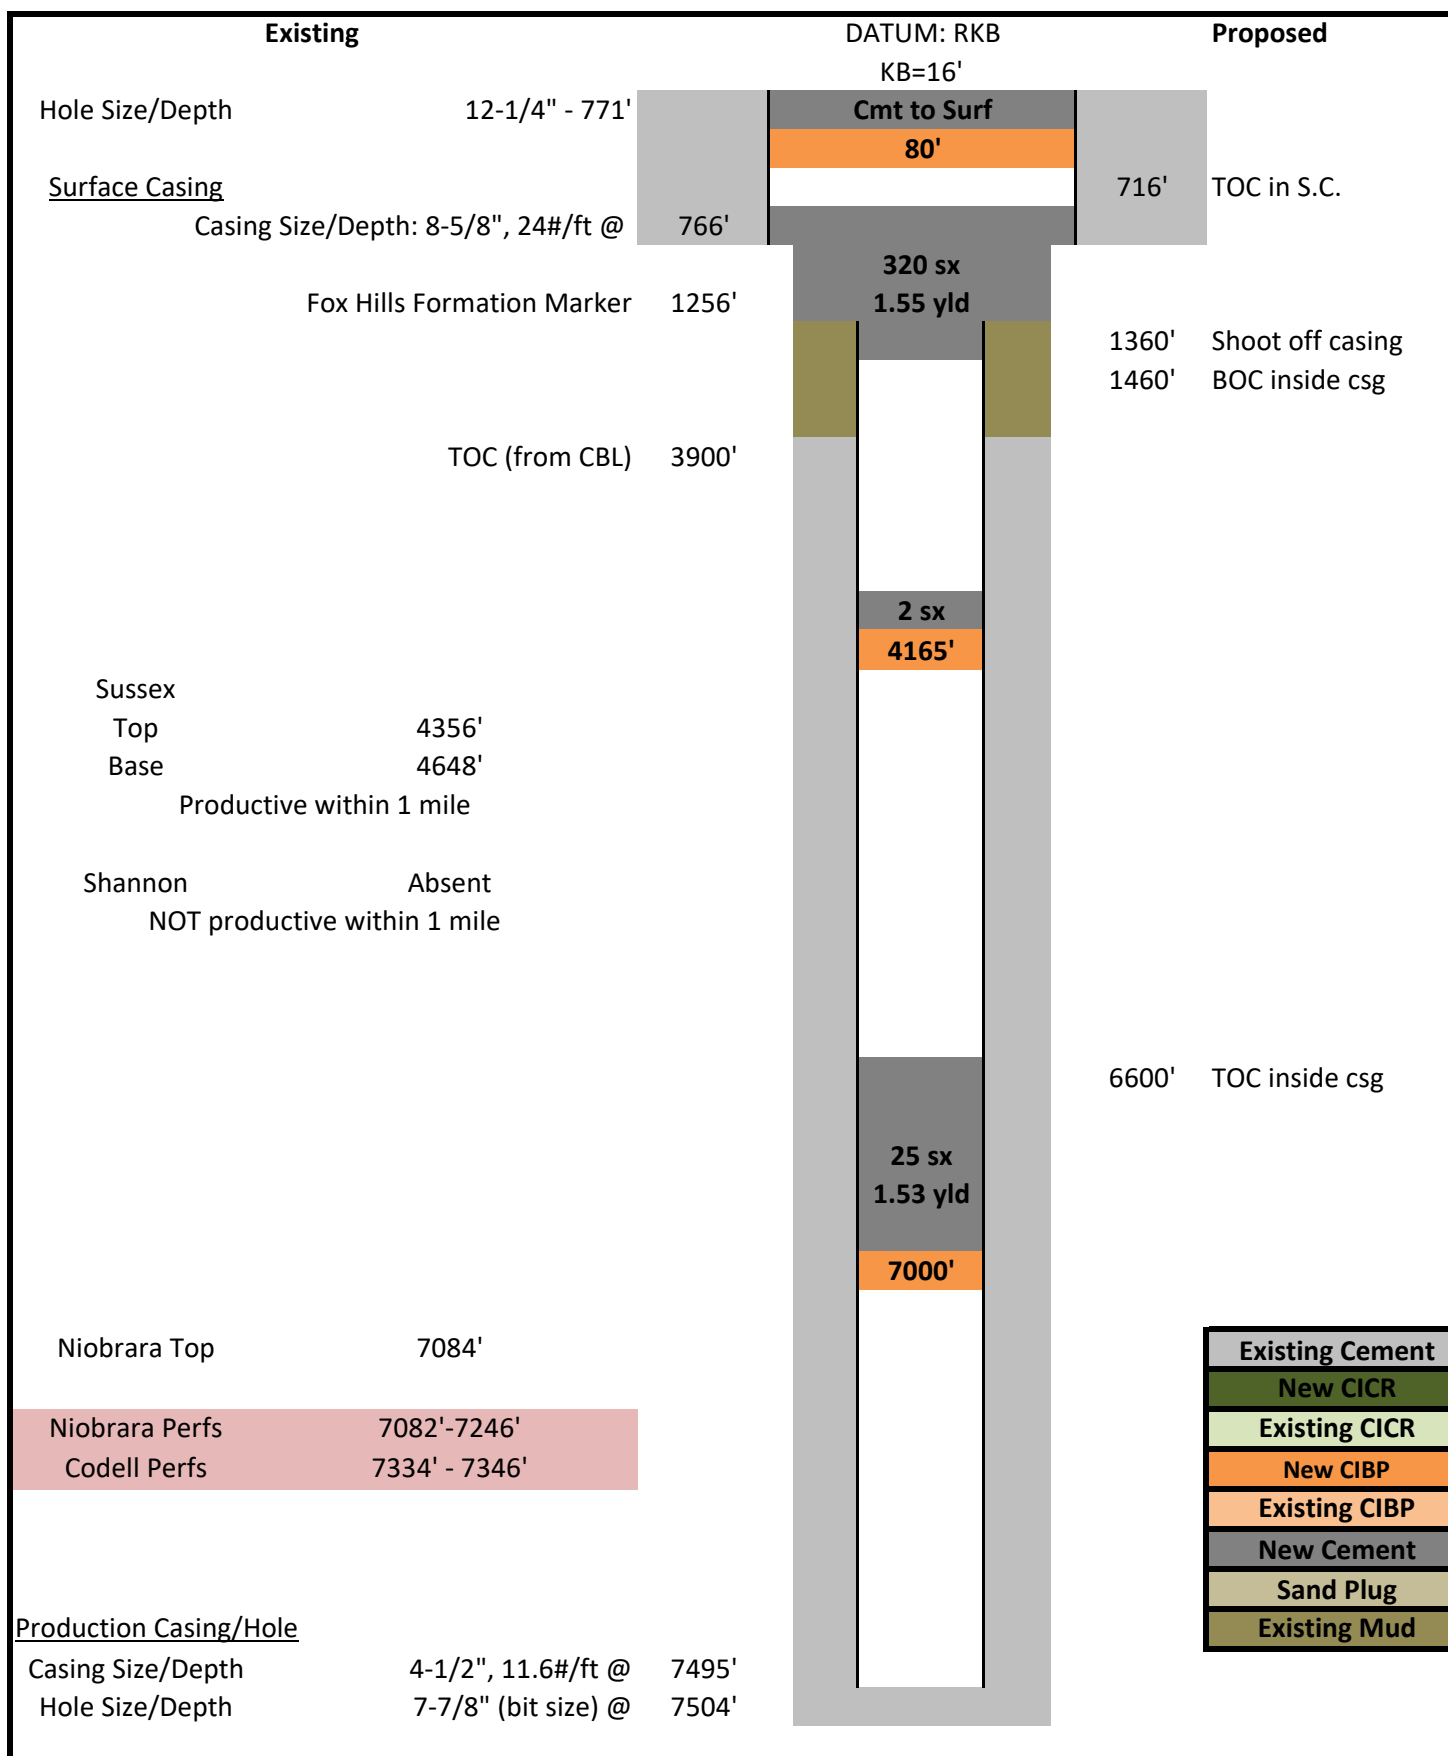 Existing DATUM: RKB Proposed
KB=16'
Hole Size/Depth 12-1/4" - 771' Cmt to Surf
80'
Surface Casing 716' TOC in S.C.
Casing Size/Depth: 8-5/8", 24#/ft @ 766'
320 sx
Fox Hills Formation Marker 1256' 1.55 yld
1360' Shoot off casing
1460' BOC inside csg
TOC (from CBL) 3900'
2 sx
4165'
Sussex
Top 4356'
Base 4648'
Productive within 1 mile
Shannon Absent
NOT productive within 1 mile
6600' TOC inside csg
25 sx
1.53 yld
7000'
Niobrara Top 7084' Existing Cement
New CICR
Niobrara Perfs 7082'-7246' Existing CICR
Codell Perfs 7334' - 7346' New CIBP
Existing CIBP
New Cement
Sand Plug
Production Casing/Hole Existing Mud
Casing Size/Depth 4-1/2", 11.6#/ft @ 7495'
Hole Size/Depth 7-7/8" (bit size) @ 7504'